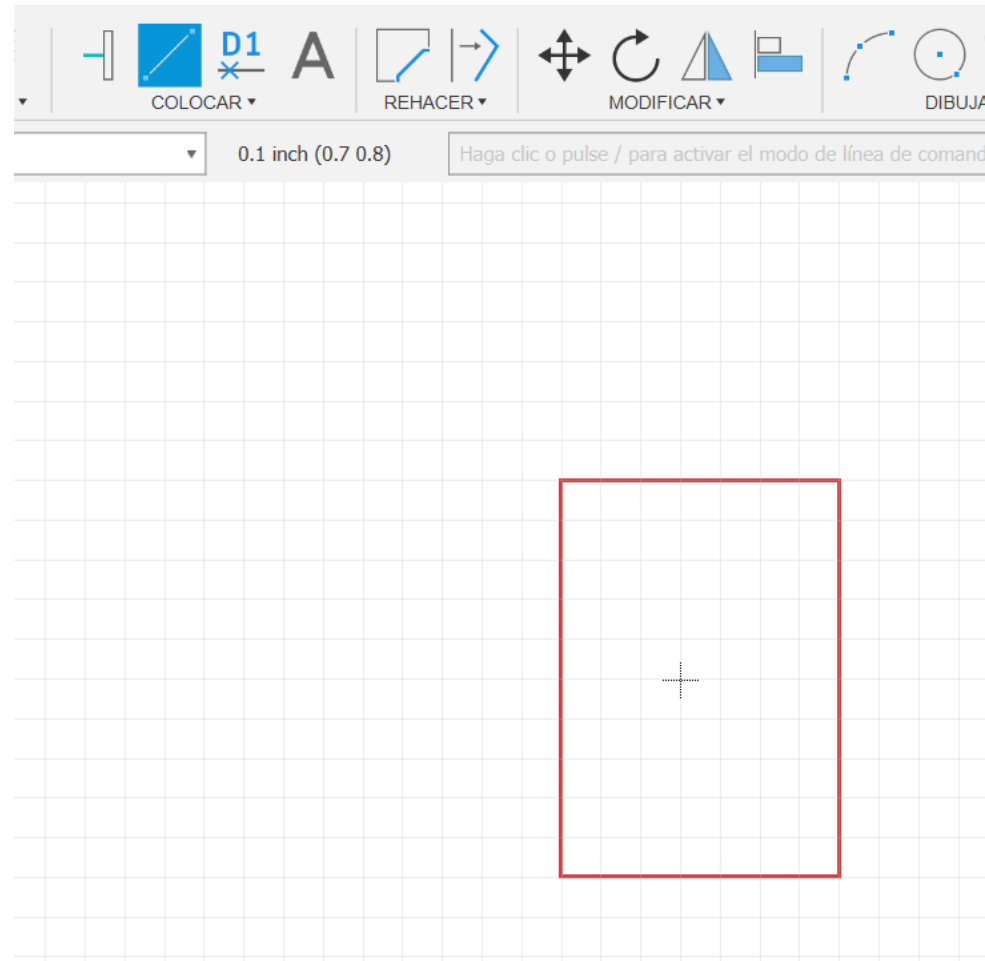 D1
A
COLOCAR ▾ REHACER ▾ MODIFICAR ▾ DIBUJA
0.1 inch (0.7 0.8) Haga clic o pulse / para activar el modo de línea de comand